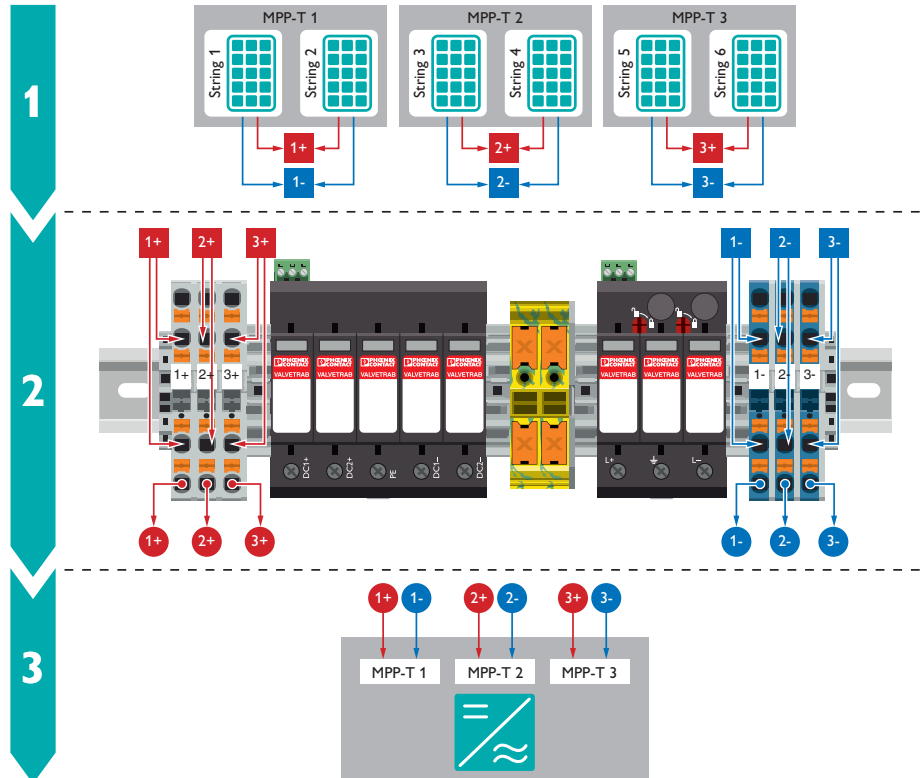 1
MPP-T 1
MPP-T 2
MPP-T 3
String 1
String 2
String 3
String 4
String 5
String 6
1+
2+
3+
1-
2-
3-
2
1+
2+
3+
1-
2-
3-
PHOENIX CONTACT
VALVETRAB
PHOENIX CONTACT
VALVETRAB
PHOENIX CONTACT
VALVETRAB
PHOENIX CONTACT
VALVETRAB
PHOENIX CONTACT
VALVETRAB
PHOENIX CONTACT
VALVETRAB
PHOENIX CONTACT
VALVETRAB
PHOENIX CONTACT
VALVETRAB
1+
2+
3+
1-
2-
3-
DC1+
DC2+
PE
DC1–
DC2–
L+
L–
1+
2+
3+
1-
2-
3-
3
1+
1-
2+
2-
3+
3-
MPP-T 1
MPP-T 2
MPP-T 3